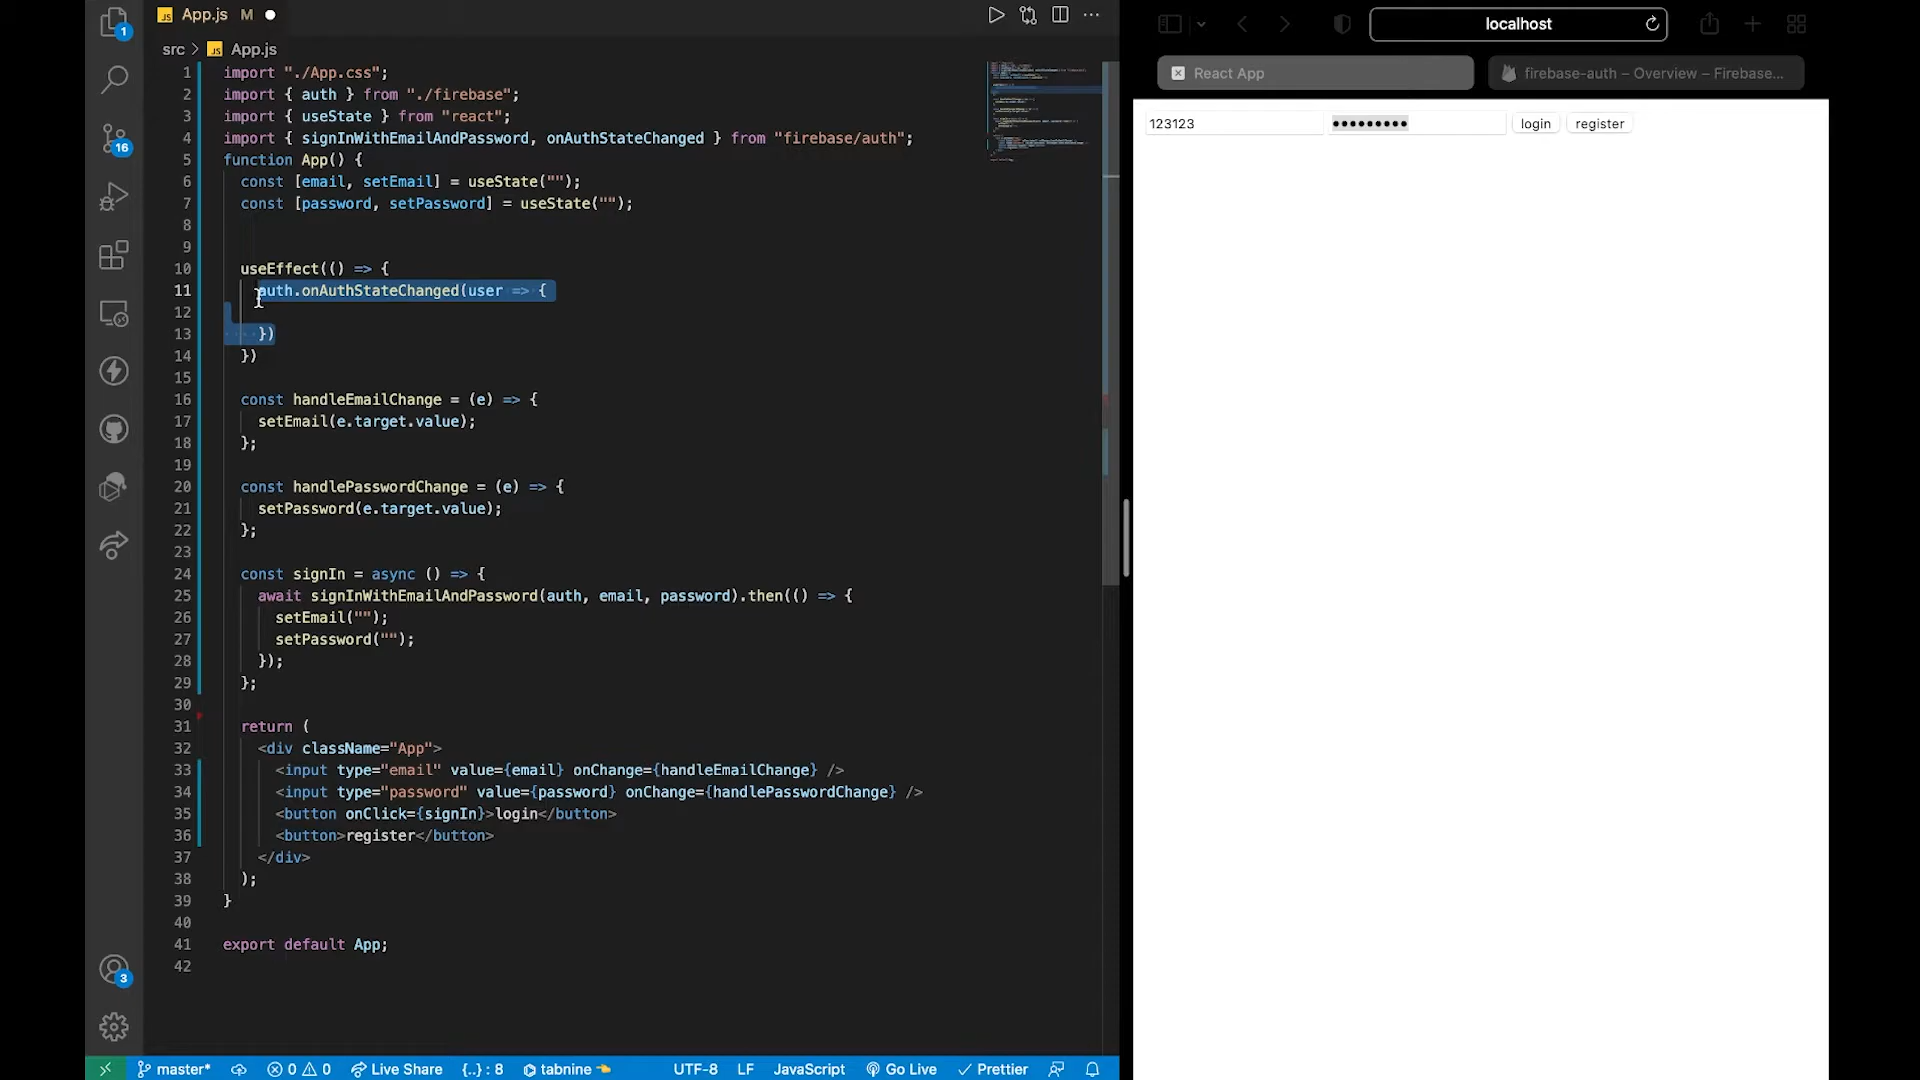 JS App.js M
src > JS App.js
1 import "./App.css";
2 import { auth } from "./firebase";
3 import { useState } from "react";
4 import { signInWithEmailAndPassword, onAuthStateChanged } from "firebase/auth";
5 function App() {
6 const [email, setEmail] = useState("");
7 const [password, setPassword] = useState("");
8
9
10 useEffect(() => {
11 auth.onAuthStateChanged(user => {
12
13 })
14 })
15
16 const handleEmailChange = (e) => {
17 setEmail(e.target.value);
18 };
19
20 const handlePasswordChange = (e) => {
21 setPassword(e.target.value);
22 };
23
24 const signIn = async () => {
25 await signInWithEmailAndPassword(auth, email, password).then(() => {
26 setEmail("");
27 setPassword("");
28 });
29 };
30
31 return (
32 <div className="App">
33 <input type="email" value={email} onChange={handleEmailChange} />
34 <input type="password" value={password} onChange={handlePasswordChange} />
35 <button onClick={signIn}>login</button>
36 <button>register</button>
37 </div>
38 );
39 }
40
41 export default App;
42
1
16
3
master* 0 0 Live Share {..} : 8 tabnine UTF-8 LF JavaScript Go Live Prettier
localhost
React App
firebase-auth – Overview – Firebase...
123123 ••••••••• login register